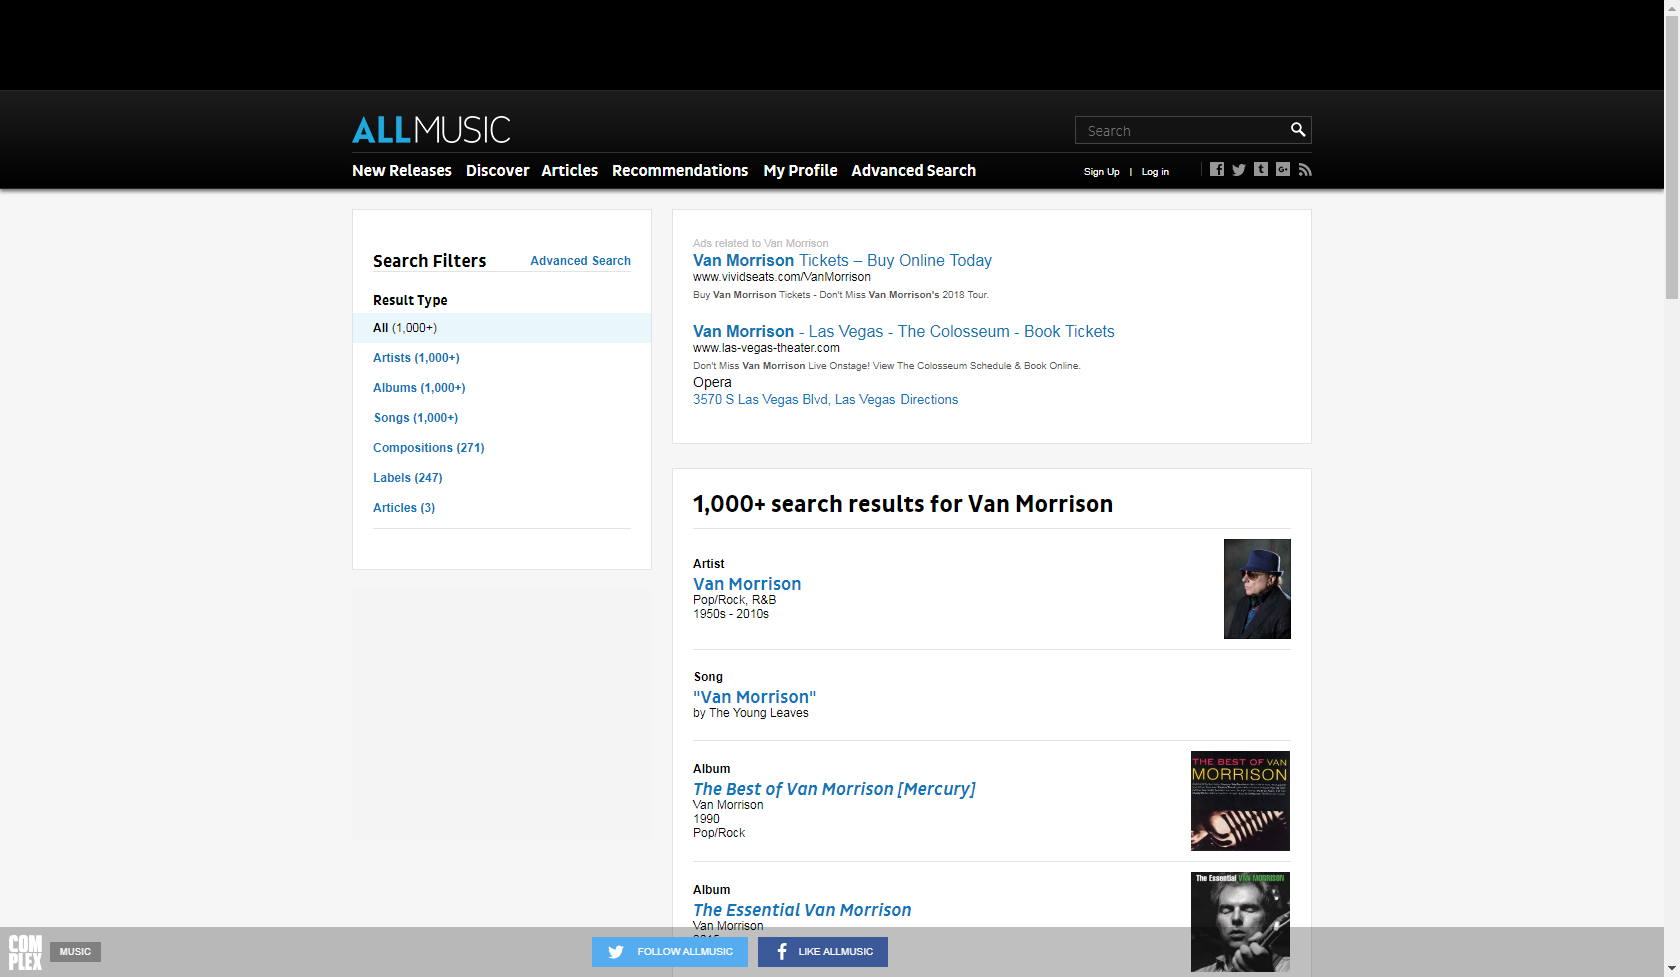 ALLMUSIC
Search
New Releases Discover Articles Recommendations My Profile Advanced Search
Sign Up | Log in
Search Filters
Advanced Search
Result Type
All (1,000+)
Artists (1,000+)
Albums (1,000+)
Songs (1,000+)
Compositions (271)
Labels (247)
Articles (3)
Ads related to Van Morrison
Van Morrison Tickets – Buy Online Today
www.vividseats.com/VanMorrison
Buy Van Morrison Tickets - Don't Miss Van Morrison's 2018 Tour.
Van Morrison - Las Vegas - The Colosseum - Book Tickets
www.las-vegas-theater.com
Don't Miss Van Morrison Live Onstage! View The Colosseum Schedule & Book Online.
Opera
3570 S Las Vegas Blvd, Las Vegas Directions
1,000+ search results for Van Morrison
Artist
Van Morrison
Pop/Rock, R&B
1950s - 2010s
Song
"Van Morrison"
by The Young Leaves
Album
The Best of Van Morrison [Mercury]
Van Morrison
1990
Pop/Rock
THE BEST OF VAN
MORRISON
Album
The Essential Van Morrison
Van Morrison
The Essential VAN MORRISON
COMPLEX
MUSIC
FOLLOW ALLMUSIC
LIKE ALLMUSIC